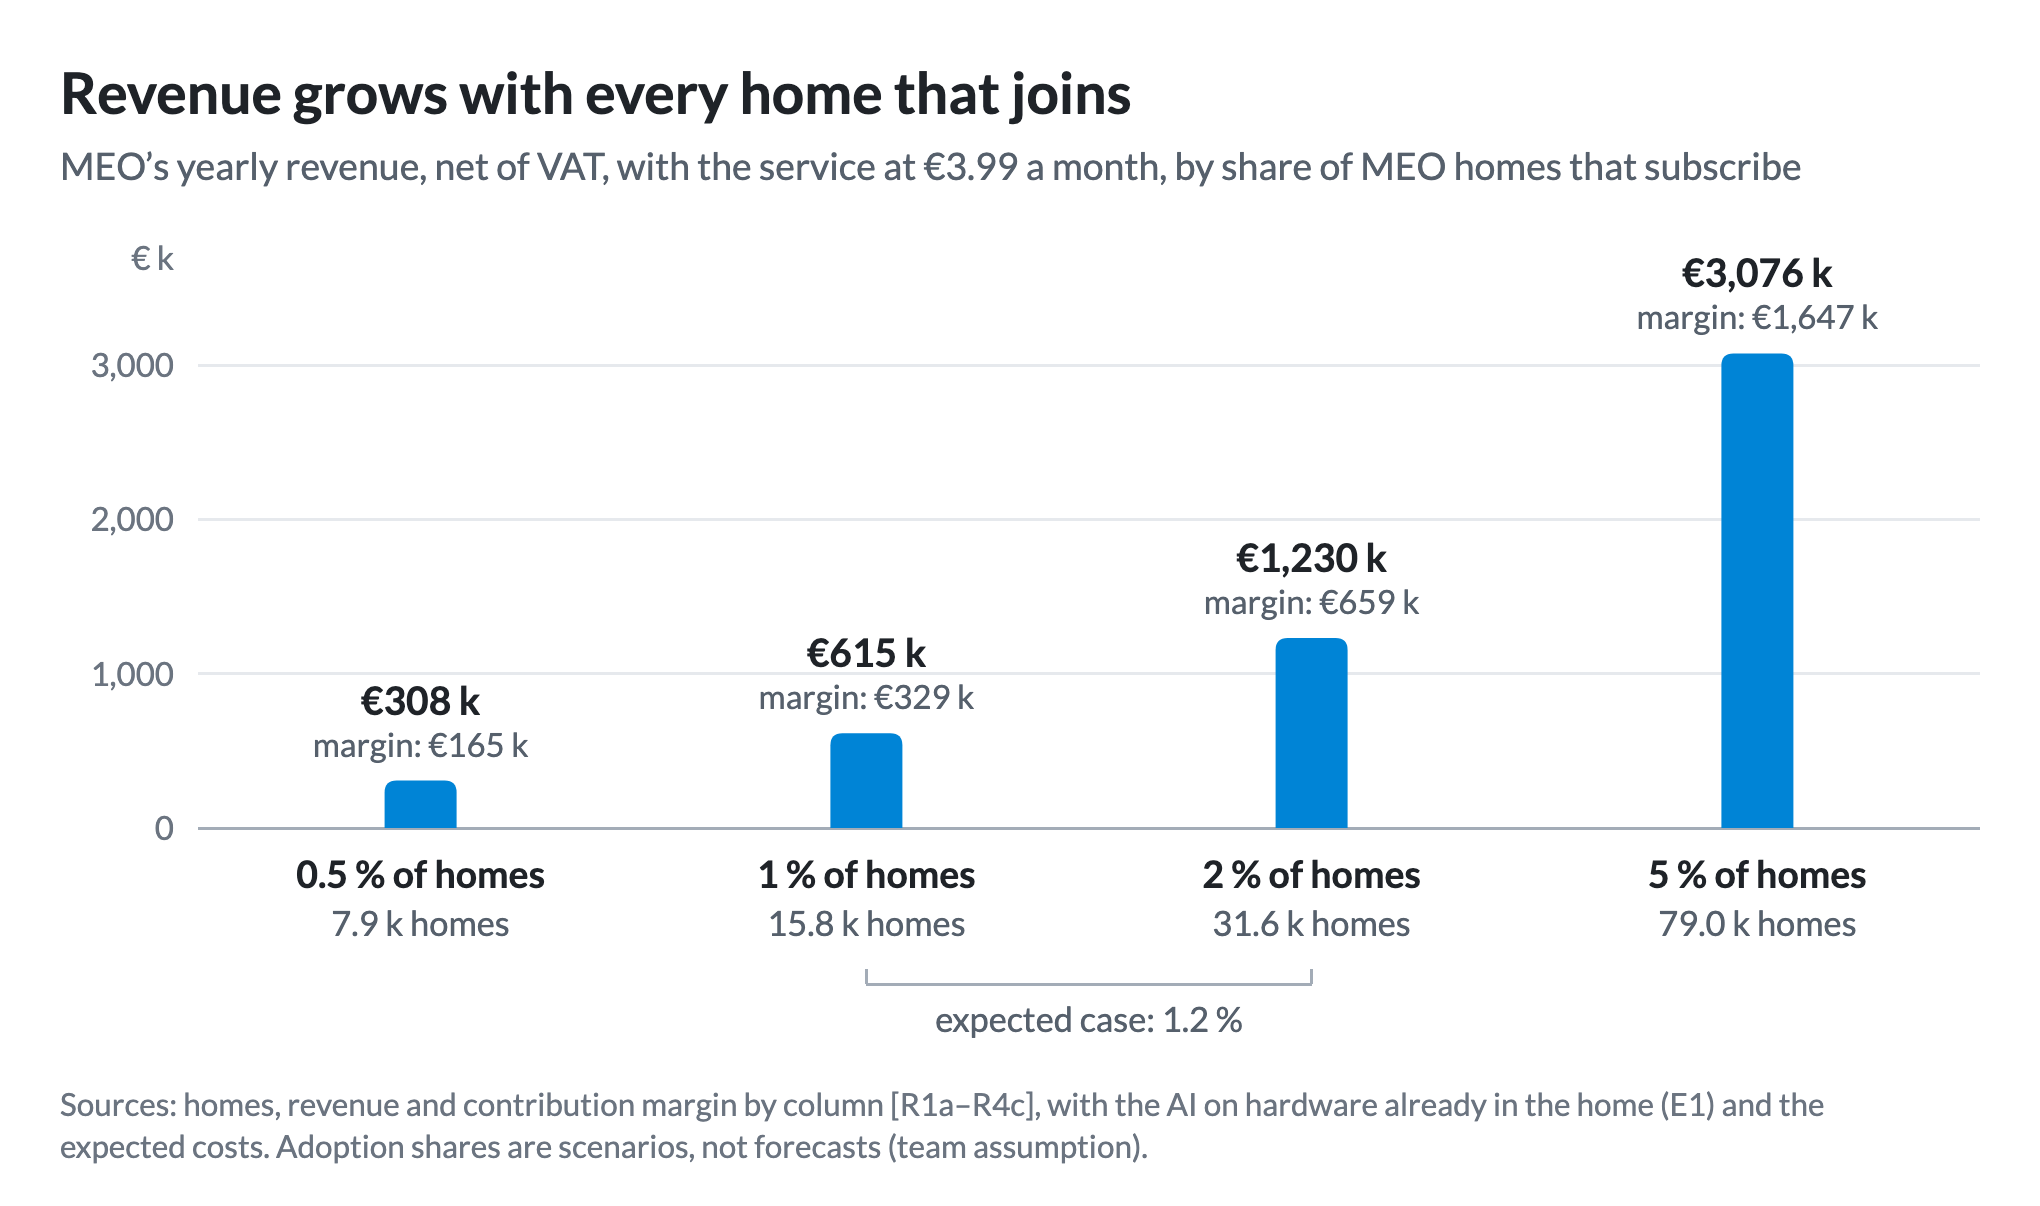 Revenue grows with every home that joins
MEO’s yearly revenue, net of VAT, with the service at €3.99 a month, by share of MEO homes that subscribe
€ k
3,000
2,000
1,000
0
€308 k
margin: €165 k
€615 k
margin: €329 k
€1,230 k
margin: €659 k
€3,076 k
margin: €1,647 k
0.5 % of homes
7.9 k homes
1 % of homes
15.8 k homes
2 % of homes
31.6 k homes
5 % of homes
79.0 k homes
expected case: 1.2 %
Sources: homes, revenue and contribution margin by column [R1a–R4c], with the AI on hardware already in the home (E1) and the
expected costs. Adoption shares are scenarios, not forecasts (team assumption).